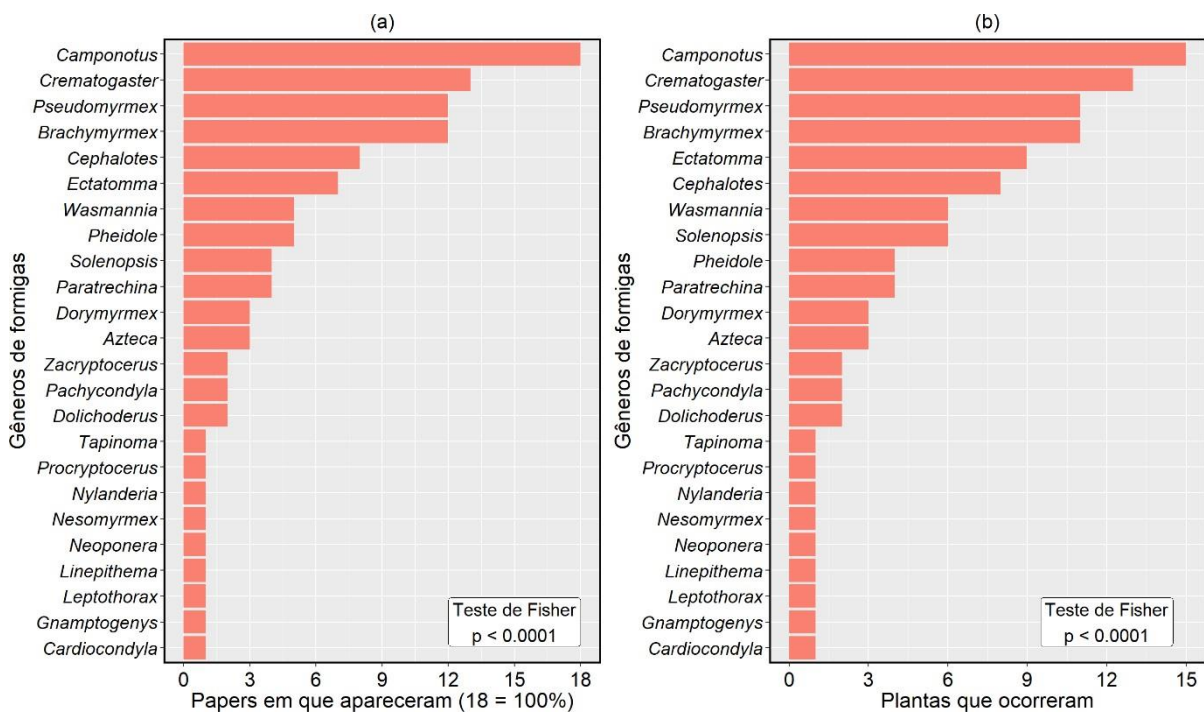 (a)
Gêneros de formigas
Camponotus
Crematogaster
Pseudomyrmex
Brachymyrmex
Cephalotes
Ectatomma
Wasmannia
Pheidole
Solenopsis
Paratrechina
Dorymyrmex
Azteca
Zacryptocerus
Pachycondyla
Dolichoderus
Tapinoma
Procryptocerus
Nylanderia
Nesomyrmex
Neoponera
Linepithema
Leptothorax
Gnamptogenys
Cardiocondyla
Teste de Fisher
p < 0.0001
0 3 6 9 12 15 18
Papers em que apareceram (18 = 100%)
(b)
Gêneros de formigas
Camponotus
Crematogaster
Pseudomyrmex
Brachymyrmex
Ectatomma
Cephalotes
Wasmannia
Solenopsis
Pheidole
Paratrechina
Dorymyrmex
Azteca
Zacryptocerus
Pachycondyla
Dolichoderus
Tapinoma
Procryptocerus
Nylanderia
Nesomyrmex
Neoponera
Linepithema
Leptothorax
Gnamptogenys
Cardiocondyla
Teste de Fisher
p < 0.0001
0 3 6 9 12 15
Plantas que ocorreram